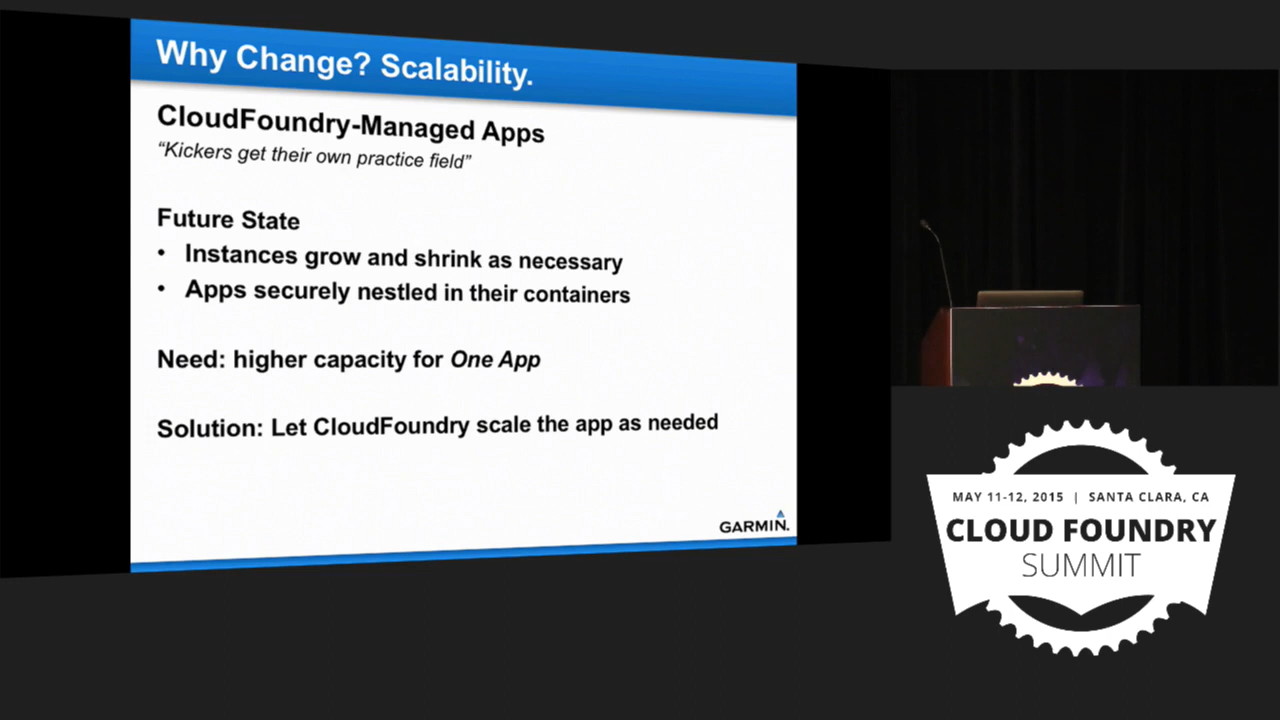 Why Change? Scalability.
CloudFoundry-Managed Apps
“Kickers get their own practice field”
Future State
• Instances grow and shrink as necessary
• Apps securely nestled in their containers
Need: higher capacity for One App
Solution: Let CloudFoundry scale the app as needed
GARMIN.
MAY 11-12, 2015 | SANTA CLARA, CA
CLOUD FOUNDRY
SUMMIT